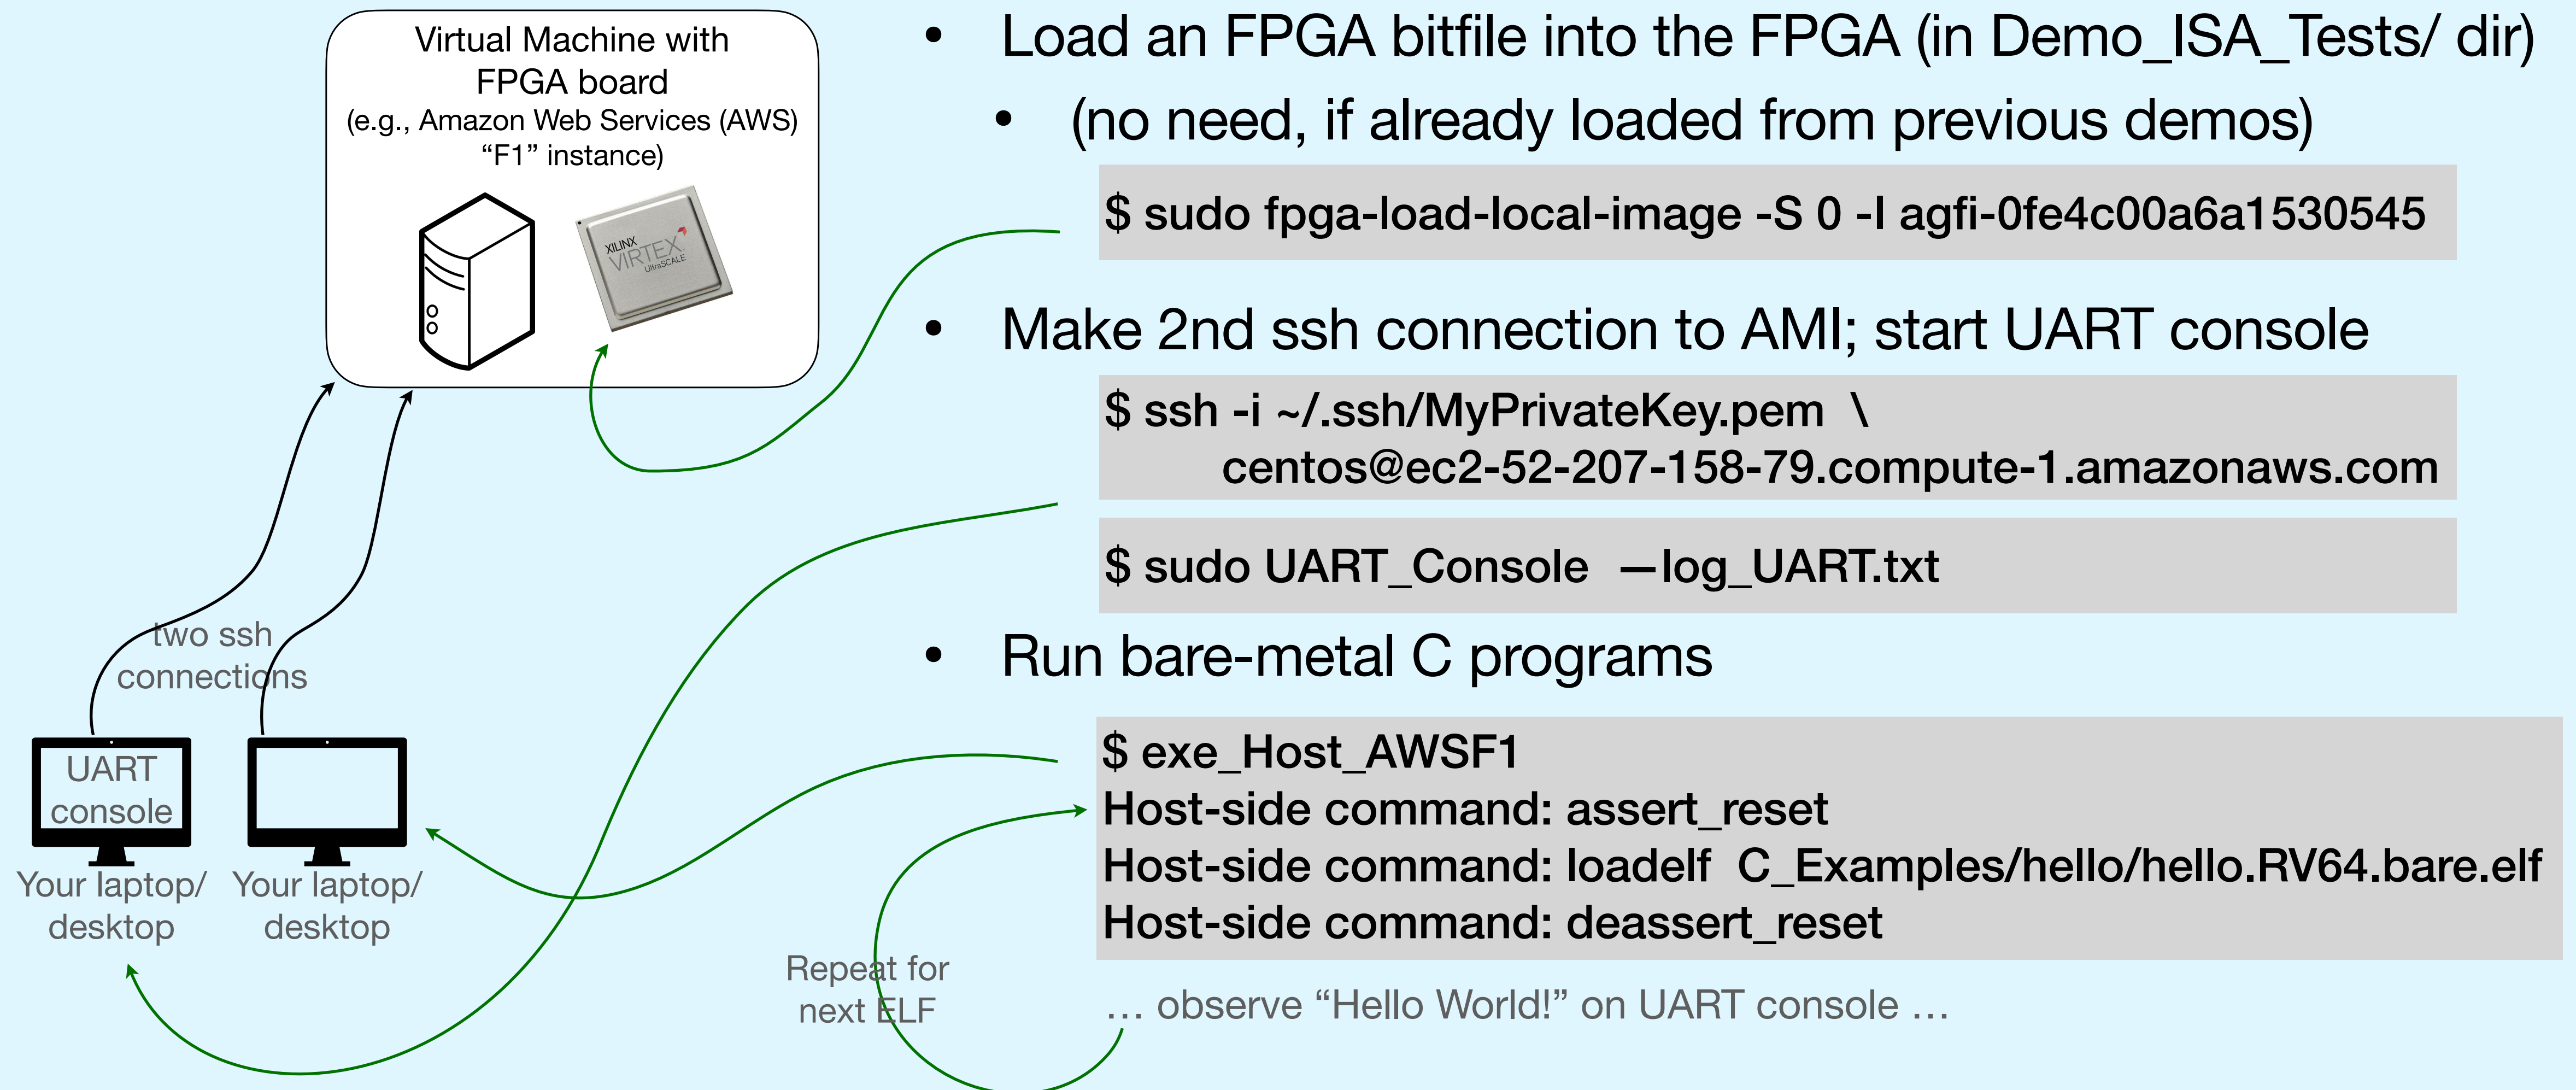 Virtual Machine with
FPGA board
(e.g., Amazon Web Services (AWS)
“F1” instance)
XILINX
VIRTEX
UltraSCALE
two ssh
connections
UART
console
Your laptop/
desktop
Your laptop/
desktop
• Load an FPGA bitfile into the FPGA (in Demo_ISA_Tests/ dir)
• (no need, if already loaded from previous demos)
$ sudo fpga-load-local-image -S 0 -I agfi-0fe4c00a6a1530545
• Make 2nd ssh connection to AMI; start UART console
$ ssh -i ~/.ssh/MyPrivateKey.pem \
centos@ec2-52-207-158-79.compute-1.amazonaws.com
$ sudo UART_Console —log_UART.txt
• Run bare-metal C programs
$ exe_Host_AWSF1
Host-side command: assert_reset
Host-side command: loadelf C_Examples/hello/hello.RV64.bare.elf
Host-side command: deassert_reset
Repeat for
next ELF
… observe “Hello World!” on UART console …